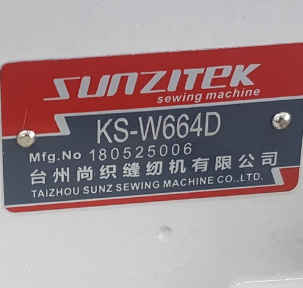 SUNZITEK
sewing machine
KS-W664D
Mfg.No 180525006
台州尚织缝纫机有限公司
TAIZHOU SUNZ SEWING MACHINE CO.,LTD.